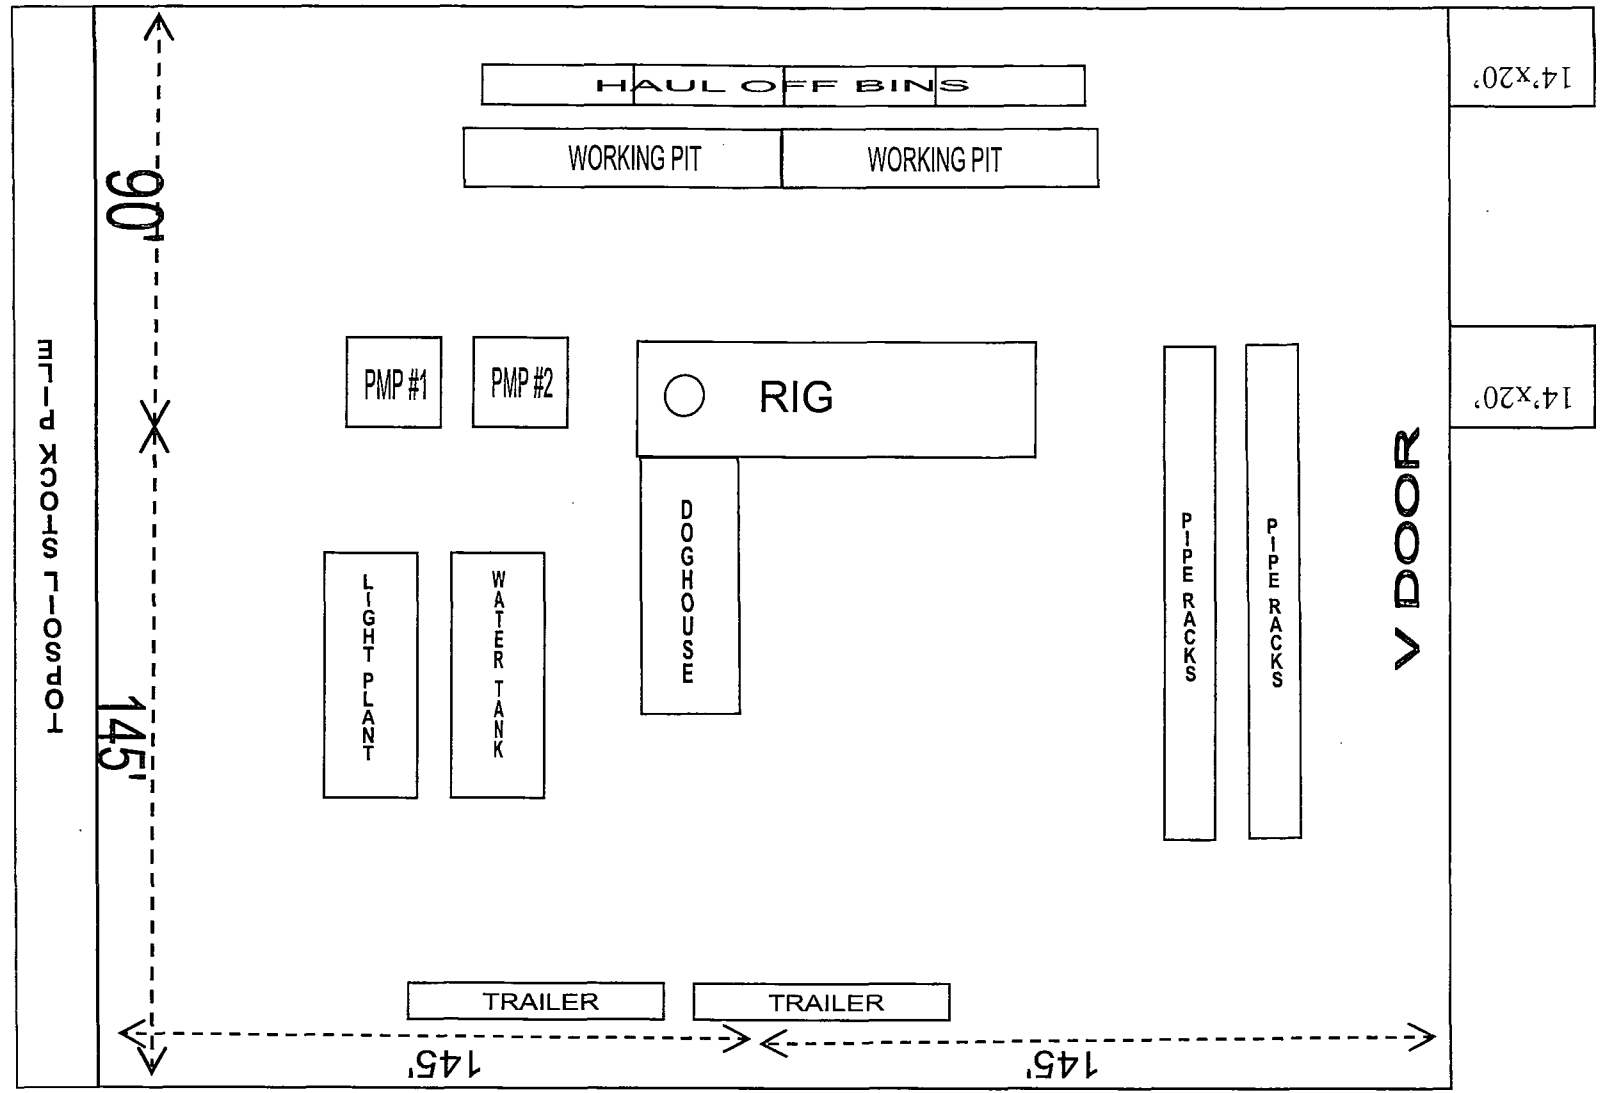 HAUL OFF BINS
14'x20'
WORKING PIT
WORKING PIT
90'
TOPSOIL STOCK PILE
PMP #1
PMP #2
RIG
14'x20'
V DOOR
DOGHOUSE
PIPE RACKS
PIPE RACKS
LIGHT PLANT
WATER TANK
145'
TRAILER
TRAILER
145'
145'